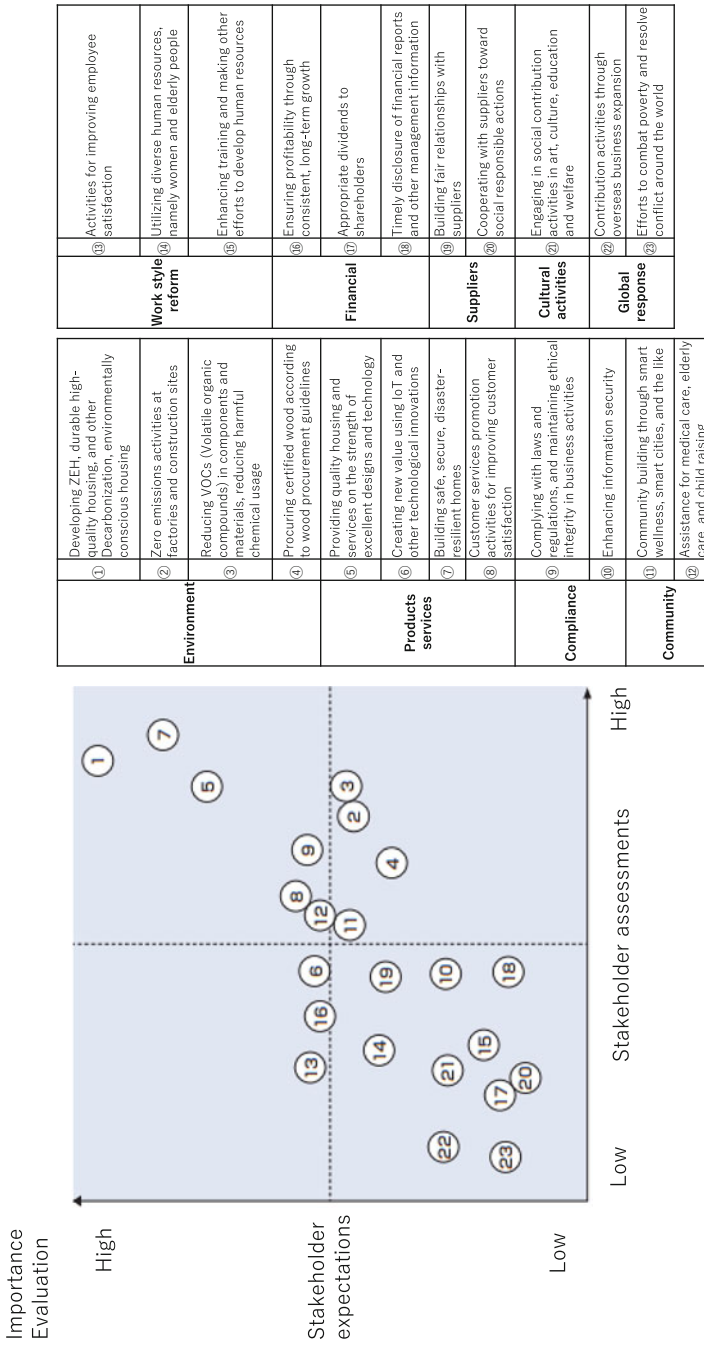 Importance
Evaluation
High
Stakeholder
expectations
Low
1
7
5
9
8
12
3
2
11
4
6
16
13
19
14
10
21
15
18
17
20
22
23
Low
Stakeholder assessments
High
Environment
① Developing ZEH, durable high-
quality housing, and other
Decarbonization, environmentally
conscious housing
② Zero emissions activities at
factories and construction sites
③ Reducing VOCs (Volatile organic
compounds) in components and
materials, reducing harmful
chemical usage
④ Procuring certified wood according
to wood procurement guidelines
Products
services
⑤ Providing quality housing and
services on the strength of
excellent designs and technology
⑥ Creating new value using IoT and
other technological innovations
⑦ Building safe, secure, disaster-
resilient homes
⑧ Customer services promotion
activities for improving customer
satisfaction
Compliance
⑨ Complying with laws and
regulations, and maintaining ethical
integrity in business activities
⑩ Enhancing information security
Community
⑪ Community building through smart
wellness, smart cities, and the like
⑫ Assistance for medical care, elderly
care, and child raising
Work style
reform
⑬ Activities for improving employee
satisfaction
⑭ Utilizing diverse human resources,
namely women and elderly people
⑮ Enhancing training and making other
efforts to develop human resources
Financial
⑯ Ensuring profitability through
consistent, long-term growth
⑰ Appropriate dividends to
shareholders
⑱ Timely disclosure of financial reports
and other management information
Suppliers
⑲ Building fair relationships with
suppliers
⑳ Cooperating with suppliers toward
social responsible actions
Cultural
activities
㉑ Engaging in social contribution
activities in art, culture, education
and welfare
Global
response
㉒ Contribution activities through
overseas business expansion
㉓ Efforts to combat poverty and resolve
conflict around the world